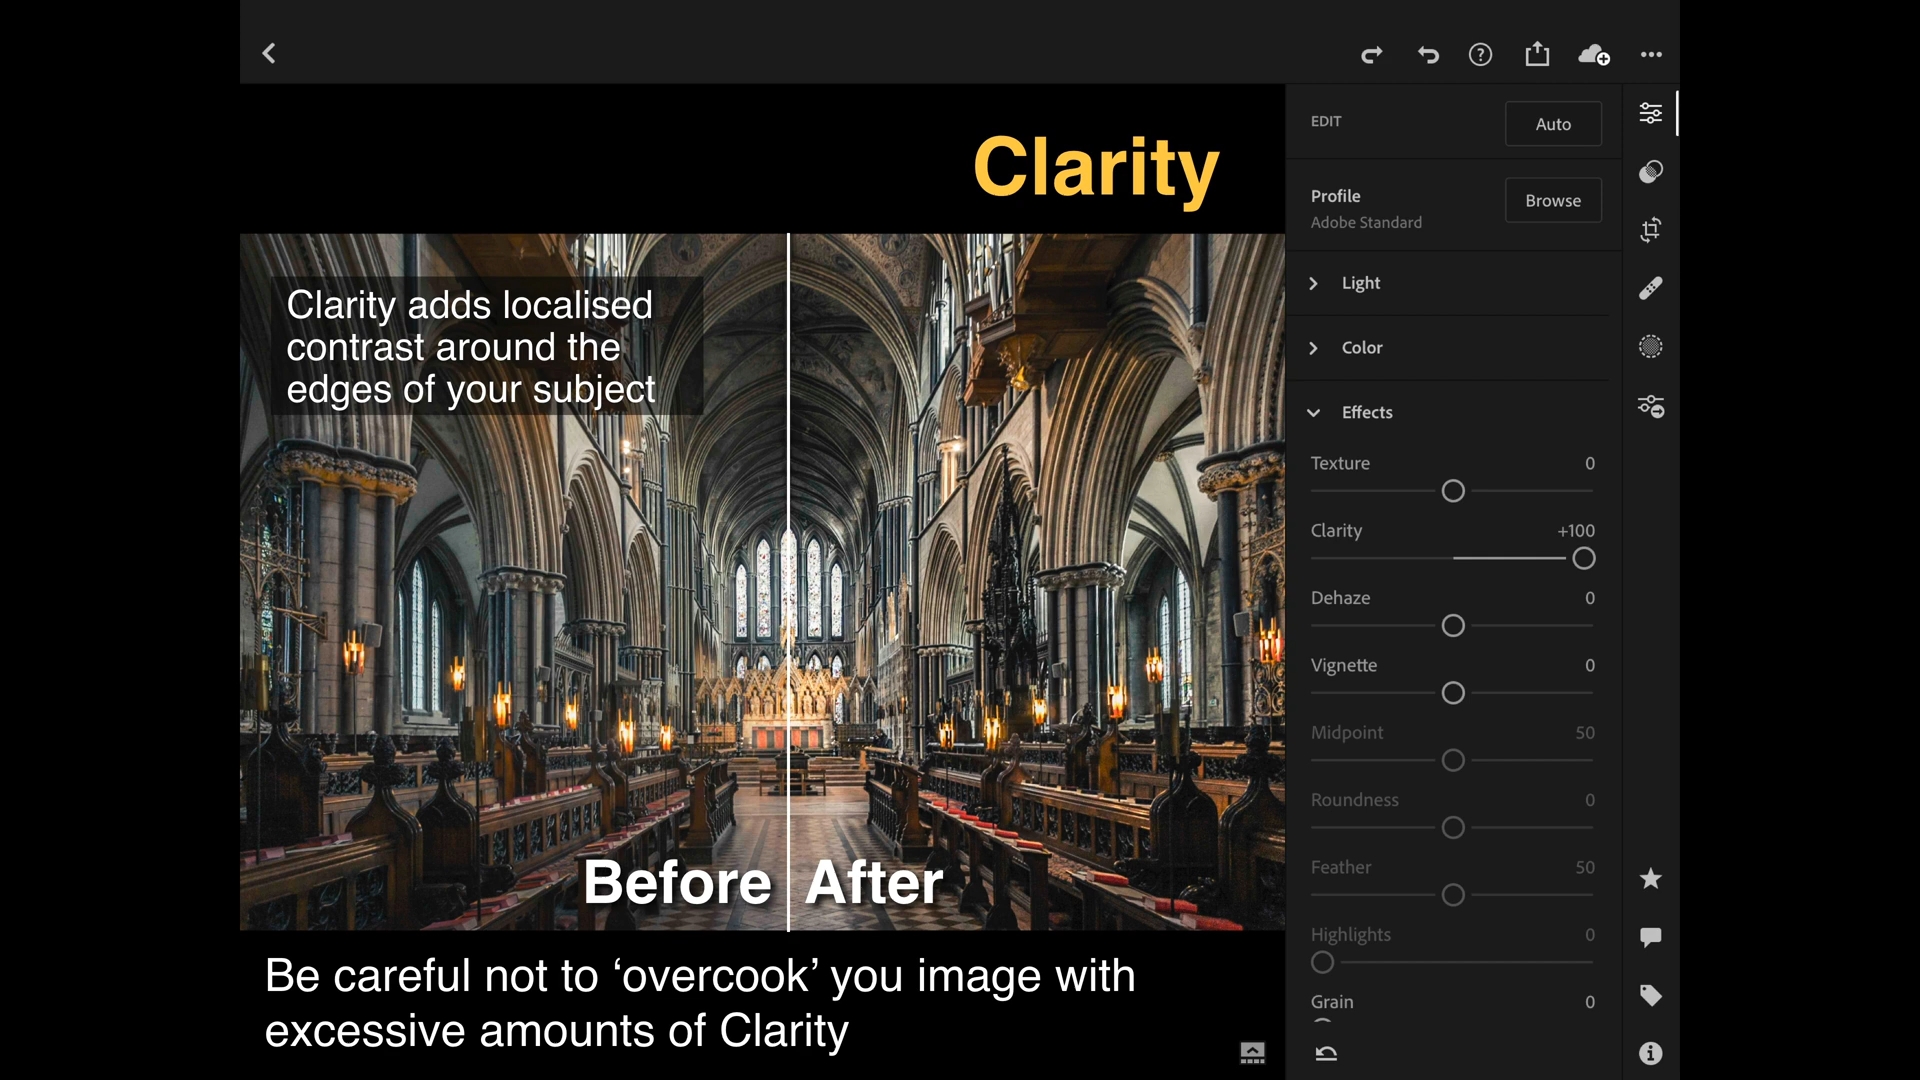 Clarity
Clarity adds localised
contrast around the
edges of your subject
Before After
Be careful not to ‘overcook’ you image with
excessive amounts of Clarity
EDIT
Auto
Profile
Adobe Standard
Browse
Light
Color
Effects
Texture 0
Clarity +100
Dehaze 0
Vignette 0
Midpoint 50
Roundness 0
Feather 50
Highlights 0
Grain 0